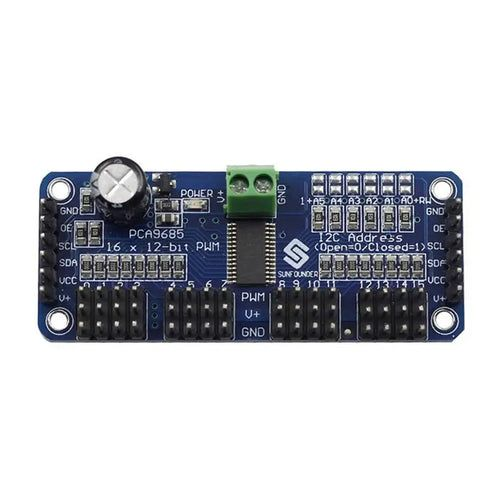 POWER
V+
GND
1+A5 A4 A3 A2 A1 A0+RW
PCA9685
16 x 12-bit PWM
I2C Address
(Open=0/Closed=1)
SUNFOUNDER
GND
OE
SCL
SDA
VCC
V+
GND
OE
SCL
SDA
VCC
V+
0 1 2 3 4 5 6 7 8 9 10 11 12 13 14 15
PWM
V+
GND